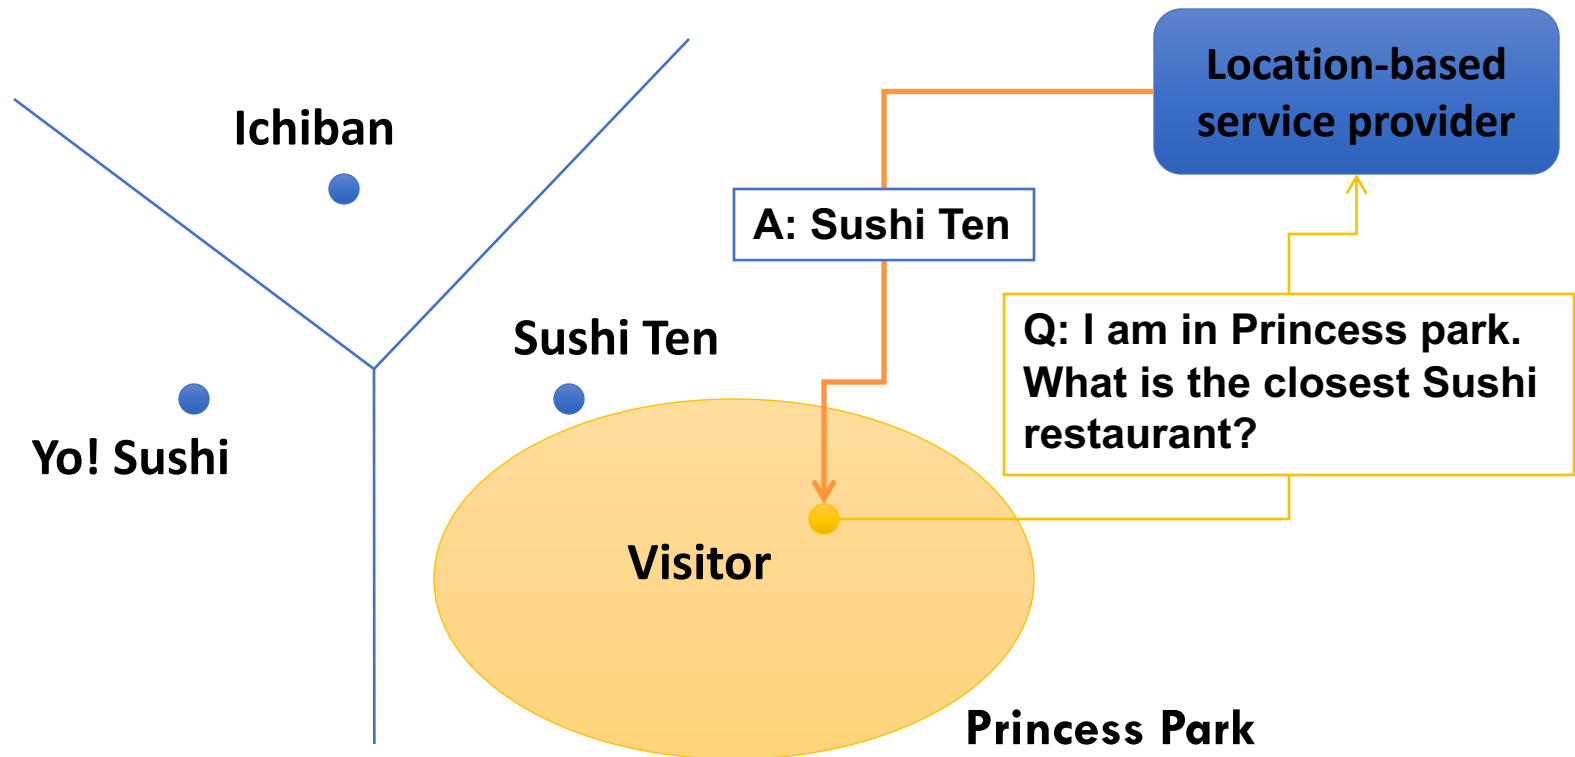 Location-based
service provider
Ichiban
A: Sushi Ten
Sushi Ten
Q: I am in Princess park.
What is the closest Sushi
restaurant?
Yo! Sushi
Visitor
Princess Park